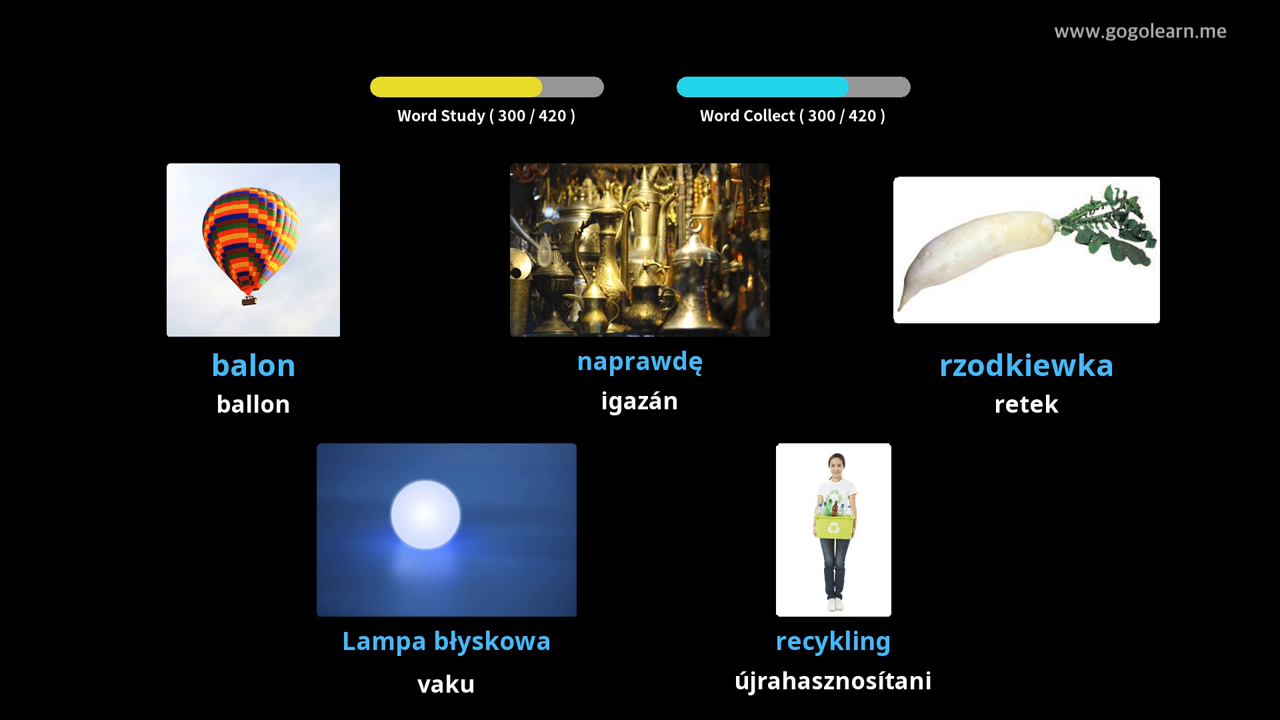 www.gogolearn.me
Word Study ( 300 / 420 )
Word Collect ( 300 / 420 )
balon
ballon
naprawdę
igazán
rzodkiewka
retek
Lampa błyskowa
vaku
recykling
újrahasznosítani